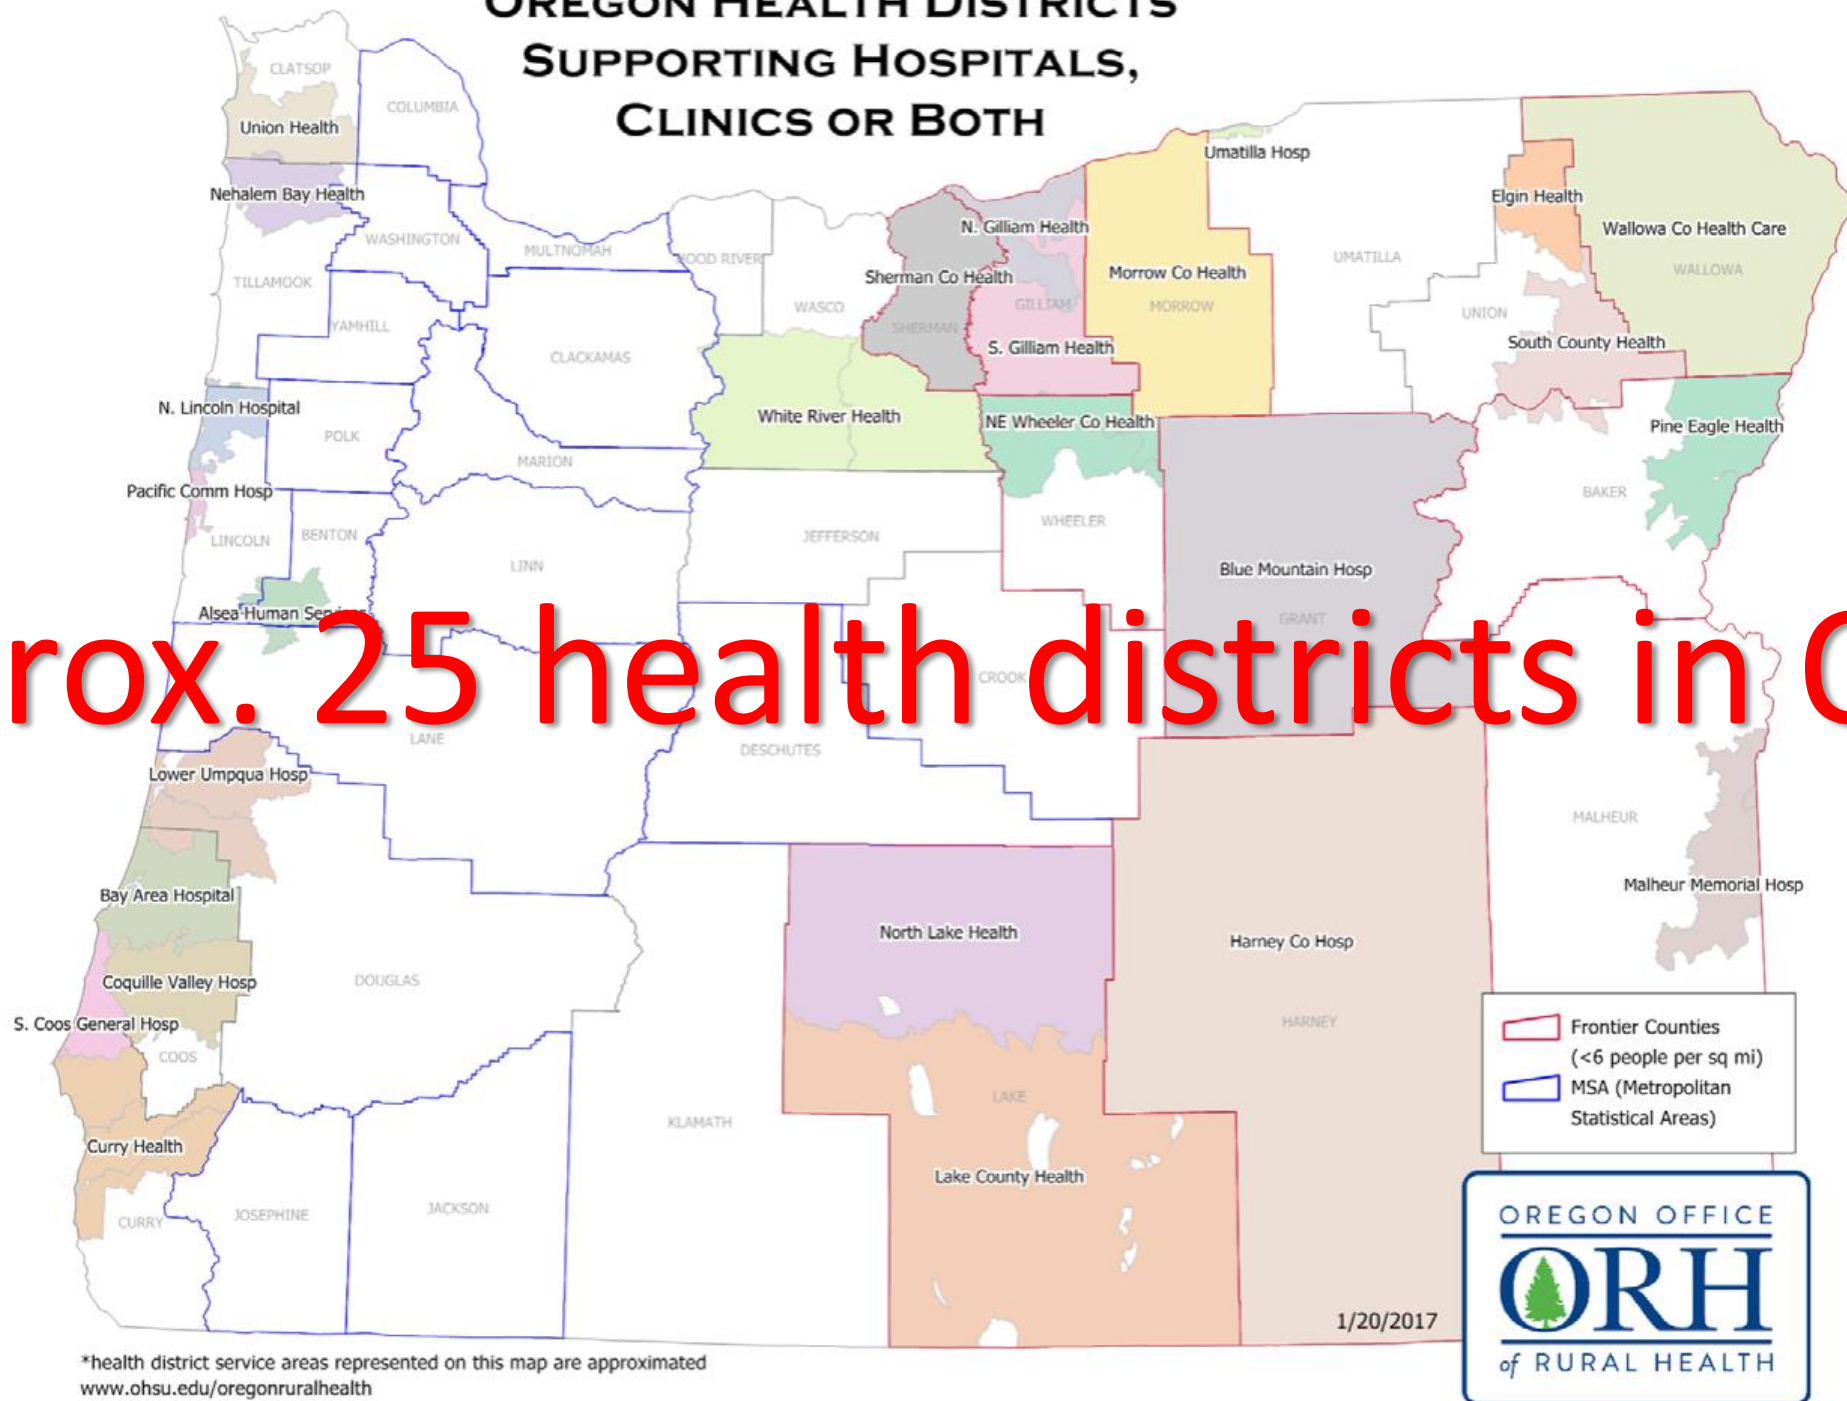 OREGON HEALTH DISTRICTS
SUPPORTING HOSPITALS,
CLINICS OR BOTH
CLATSOP
COLUMBIA
Union Health
Umatilla Hosp
Nehalem Bay Health
Elgin Health
N. Gilliam Health
Wallowa Co Health Care
WASHINGTON
MULTNOMAH
HOOD RIVER
UMATILLA
WALLOWA
TILLAMOOK
Sherman Co Health
Morrow Co Health
WASCO
GILLIAM
MORROW
UNION
YAMHILL
SHERMAN
CLACKAMAS
S. Gilliam Health
South County Health
N. Lincoln Hospital
White River Health
NE Wheeler Co Health
Pine Eagle Health
POLK
MARION
Pacific Comm Hosp
BAKER
LINCOLN
BENTON
JEFFERSON
WHEELER
LINN
Blue Mountain Hosp
Alsea Human Services
GRANT
rox. 25 health districts in O
CROOK
LANE
DESCHUTES
Lower Umpqua Hosp
MALHEUR
Bay Area Hospital
Malheur Memorial Hosp
North Lake Health
Harney Co Hosp
Coquille Valley Hosp
DOUGLAS
S. Coos General Hosp
HARNEY
COOS
LAKE
KLAMATH
Curry Health
Lake County Health
CURRY
JOSEPHINE
JACKSON
Frontier Counties
(<6 people per sq mi)
MSA (Metropolitan
Statistical Areas)
1/20/2017
OREGON OFFICE
ORH
of RURAL HEALTH
*health district service areas represented on this map are approximated
www.ohsu.edu/oregonruralhealth